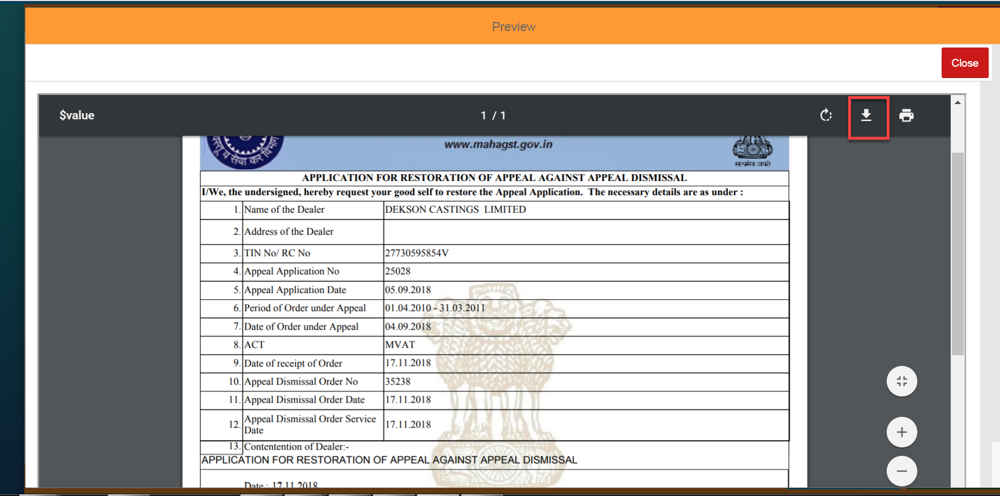 Preview
Close
$value
1 / 1
वस्तू व सेवा कर विभाग
www.mahagst.gov.in
सत्यमेव जयते
APPLICATION FOR RESTORATION OF APPEAL AGAINST APPEAL DISMISSAL
I/We, the undersigned, hereby request your good self to restore the Appeal Application. The necessary details are as under :
1. Name of the Dealer DEKSON CASTINGS LIMITED
2. Address of the Dealer
3. TIN No/ RC No 27730595854V
4. Appeal Application No 25028
5. Appeal Application Date 05.09.2018
6. Period of Order under Appeal 01.04.2010 - 31.03.2011
7. Date of Order under Appeal 04.09.2018
8. ACT MVAT
9. Date of receipt of Order 17.11.2018
10. Appeal Dismissal Order No 35238
11. Appeal Dismissal Order Date 17.11.2018
12. Appeal Dismissal Order Service
Date 17.11.2018
13. Contentention of Dealer:-
APPLICATION FOR RESTORATION OF APPEAL AGAINST APPEAL DISMISSAL
Date : 17.11.2018